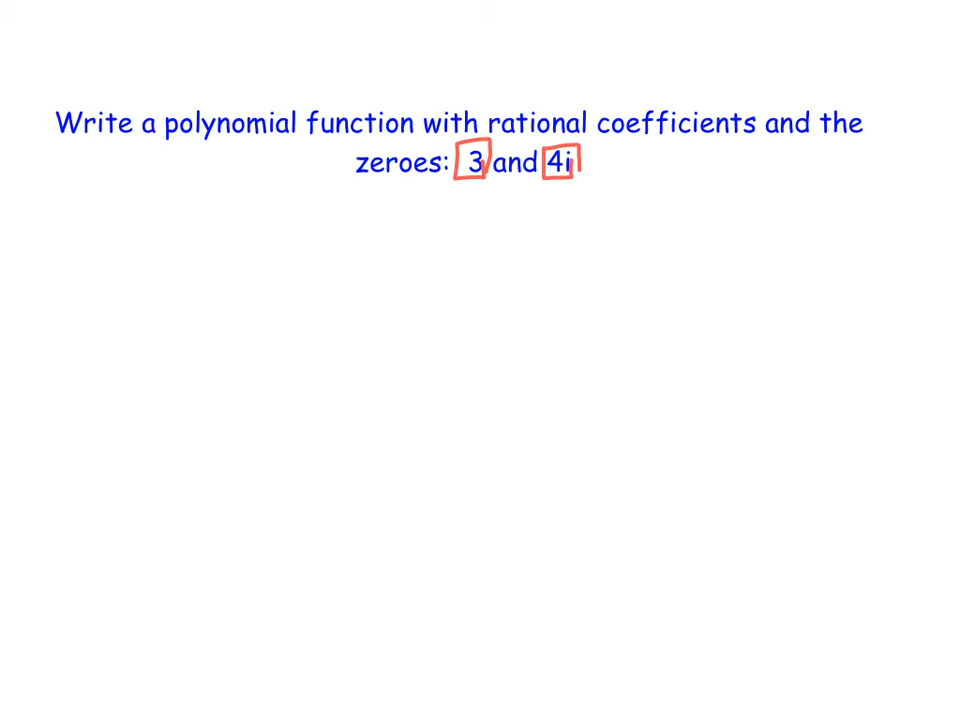 Write a polynomial function with rational coefficients and the
zeroes: 3 and 4i